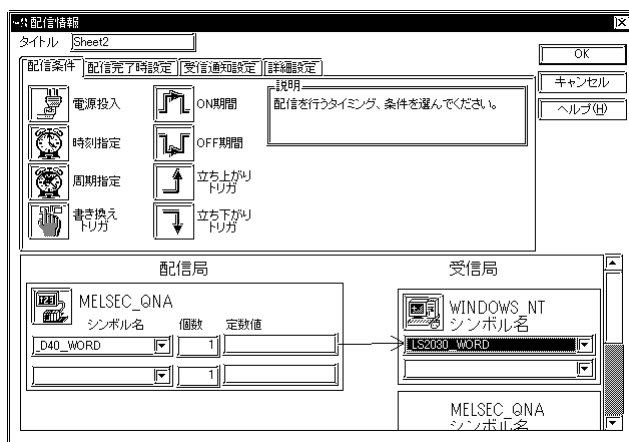 配信情報
タイトル Sheet2
OK
キャンセル
ヘルプ(H)
配信条件 配信完了時設定 受信通知設定 詳細設定
説明
配信を行うタイミング、条件を選んでください。
電源投入 ON期間
時刻指定 OFF期間
周期指定 立ち上がり
トリガ
書き換え
トリガ
立ち下がり
トリガ
配信局 受信局
MELSEC_QNA
シンボル名 個数 定数値
_D40_WORD 1
1
WINDOWS_NT
シンボル名
LS2030_WORD
MELSEC_QNA
シンボル名